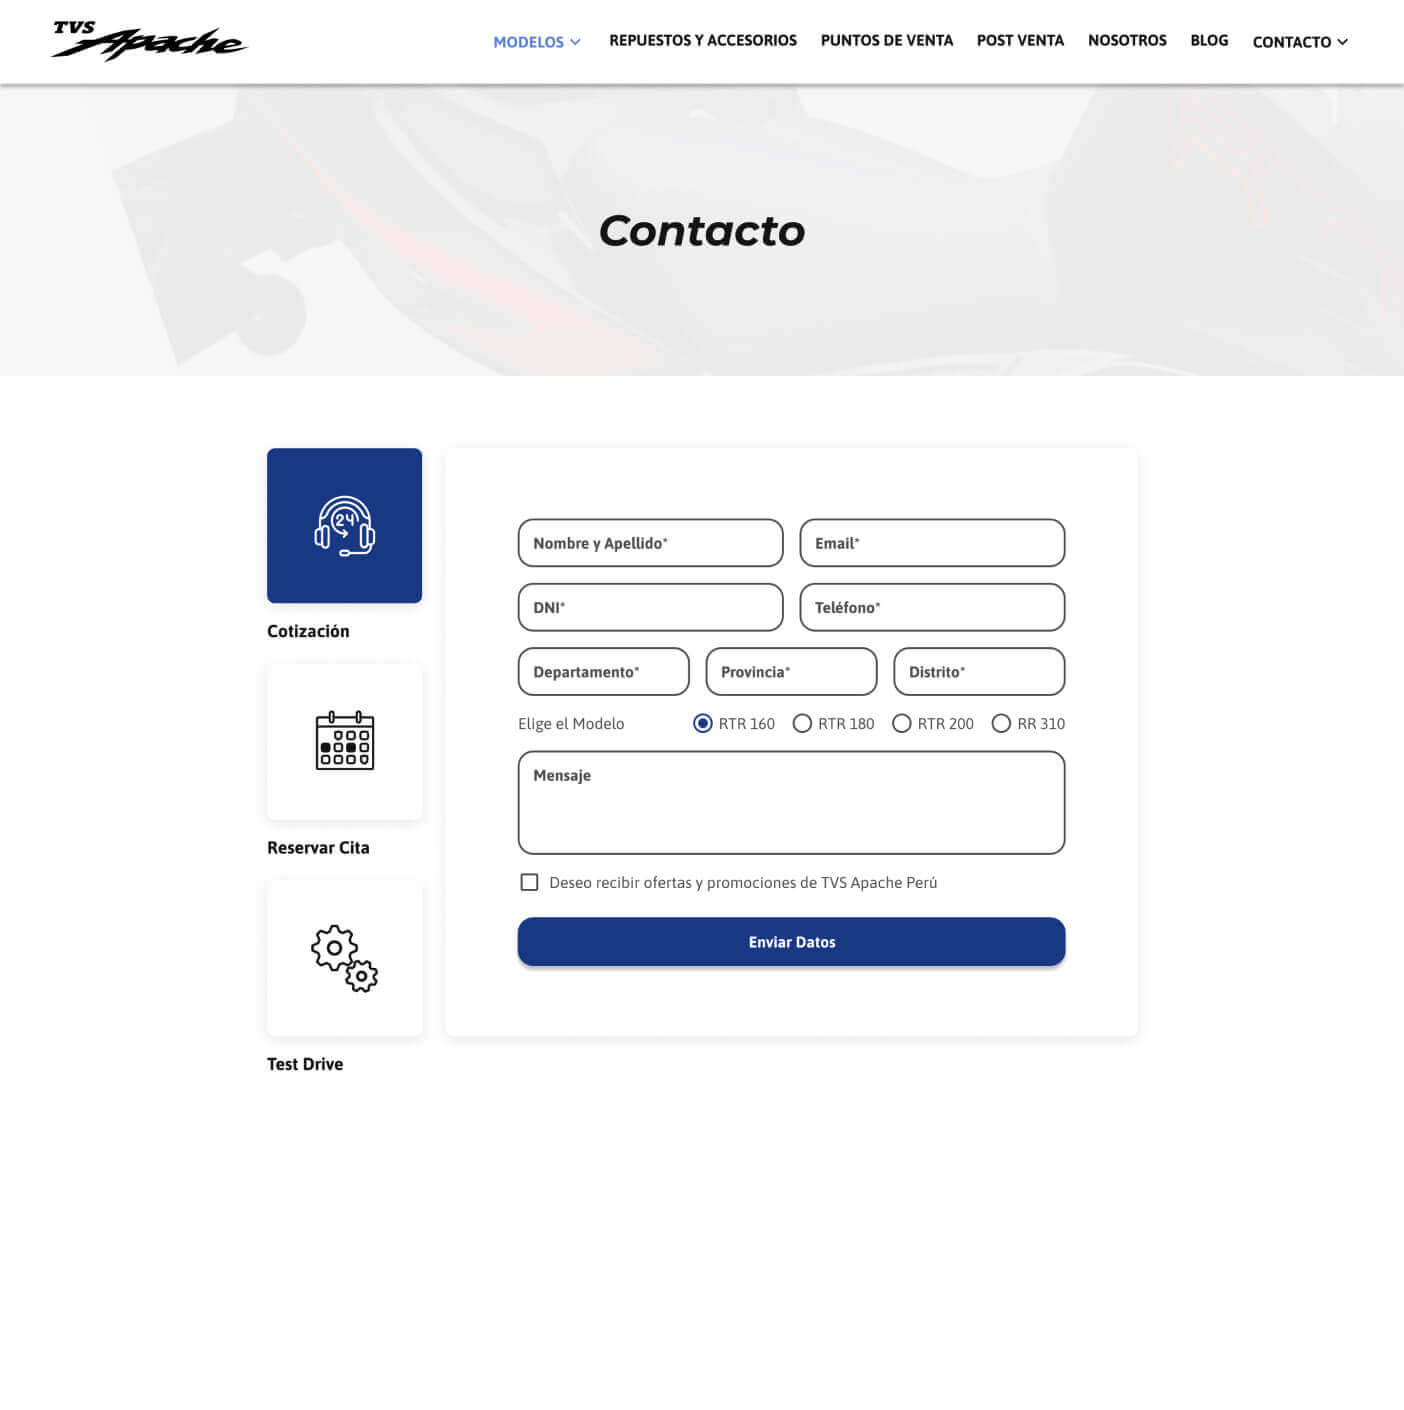 TVS Apache
MODELOS REPUESTOS Y ACCESORIOS PUNTOS DE VENTA POST VENTA NOSOTROS BLOG CONTACTO
Contacto
24
Cotización
Reservar Cita
Test Drive
Nombre y Apellido* Email*
DNI* Teléfono*
Departamento* Provincia* Distrito*
Elige el Modelo RTR 160 RTR 180 RTR 200 RR 310
Mensaje
Deseo recibir ofertas y promociones de TVS Apache Perú
Enviar Datos